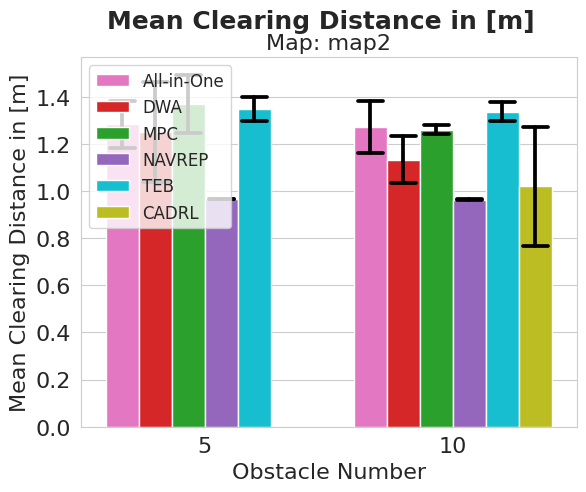 Mean Clearing Distance in [m]
Map: map2
Mean Clearing Distance in [m]
1.4
1.2
1.0
0.8
0.6
0.4
0.2
0.0
All-in-One
DWA
MPC
NAVREP
TEB
CADRL
5
10
Obstacle Number